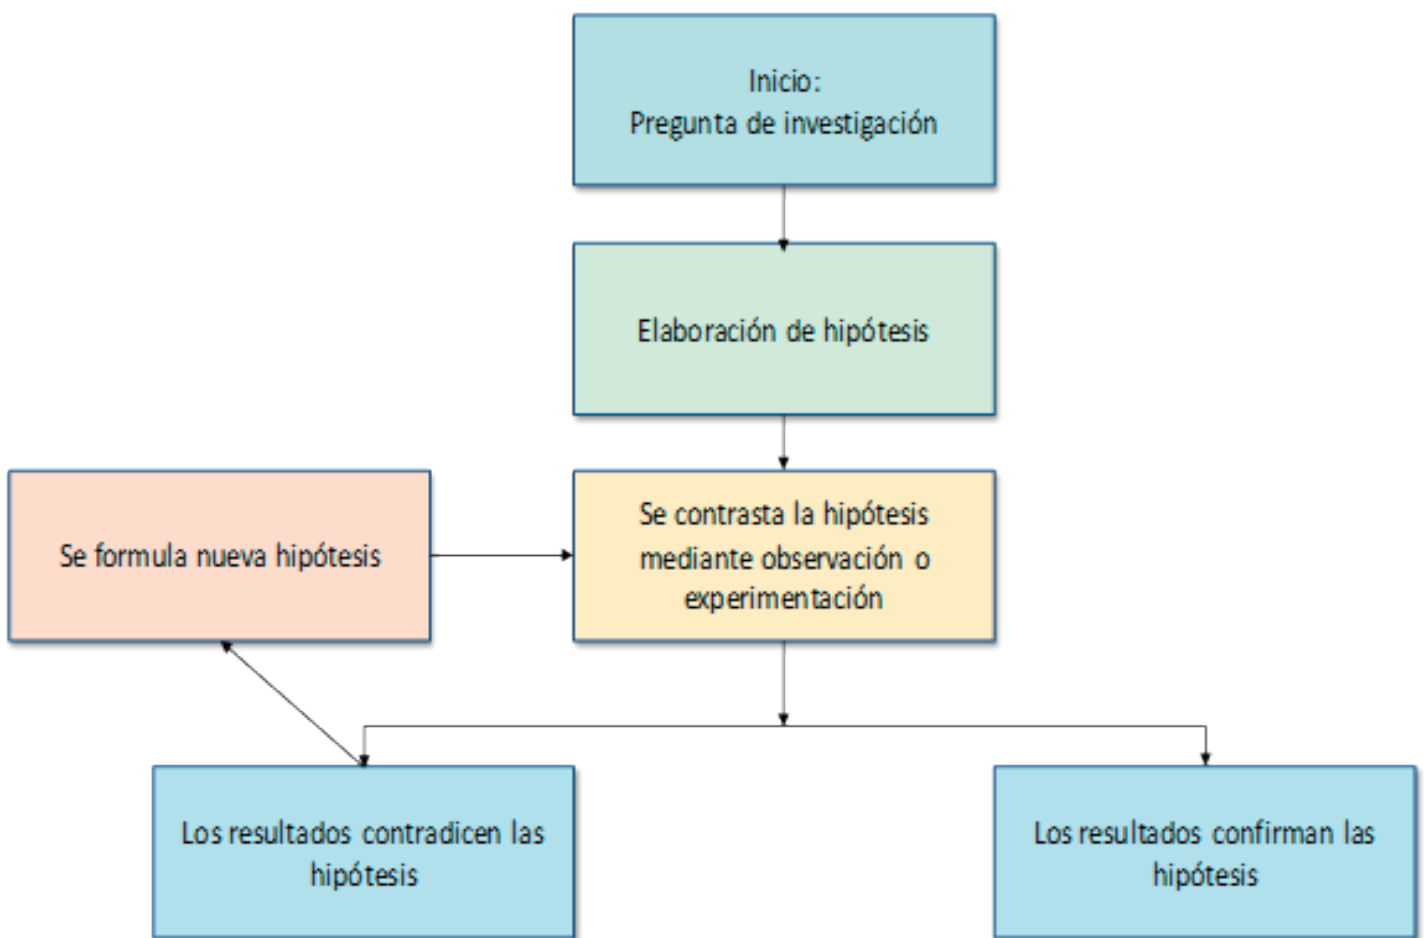 Inicio:
Pregunta de investigación
Elaboración de hipótesis
Se formula nueva hipótesis
Se contrasta la hipótesis
mediante observación o
experimentación
Los resultados contradicen las
hipótesis
Los resultados confirman las
hipótesis